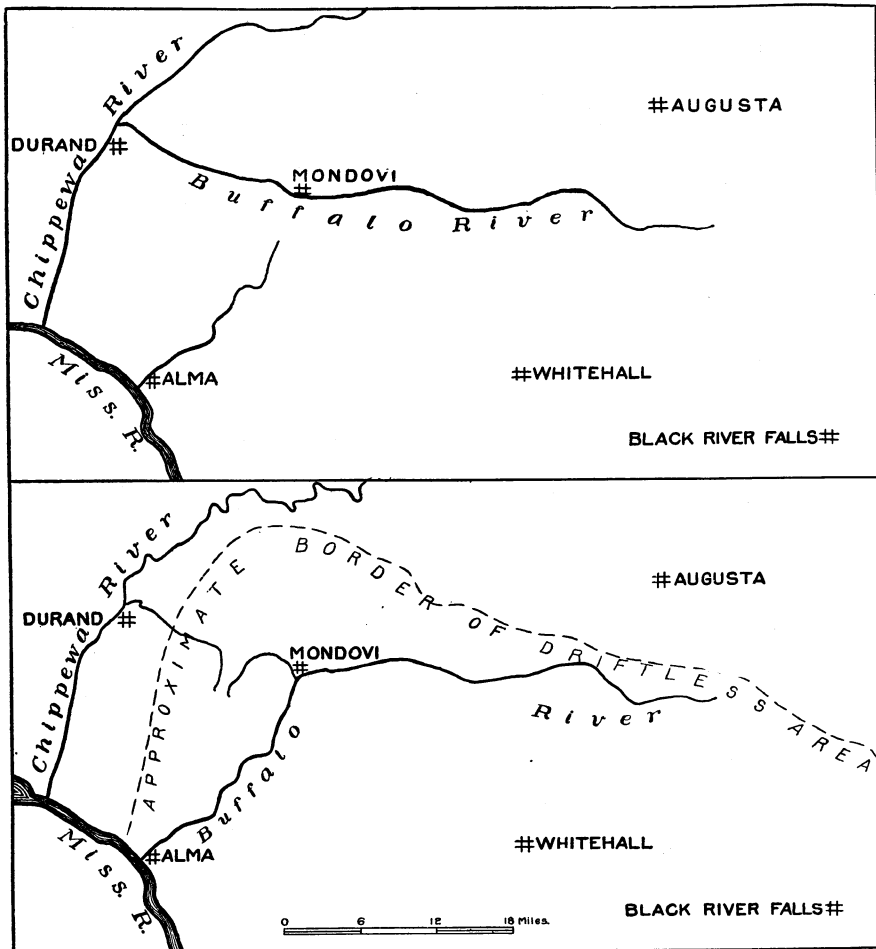 Chippewa River
#AUGUSTA
DURAND #
MONDOVI
#
Buffalo River
Miss. R.
#ALMA
#WHITEHALL
BLACK RIVER FALLS#
Chippewa River
APPROXIMATE BORDER OF DRIFTLESS AREA
#AUGUSTA
DURAND #
MONDOVI
#
Buffalo River
Miss. R.
#ALMA
#WHITEHALL
0 6 12 18 Miles.
BLACK RIVER FALLS#